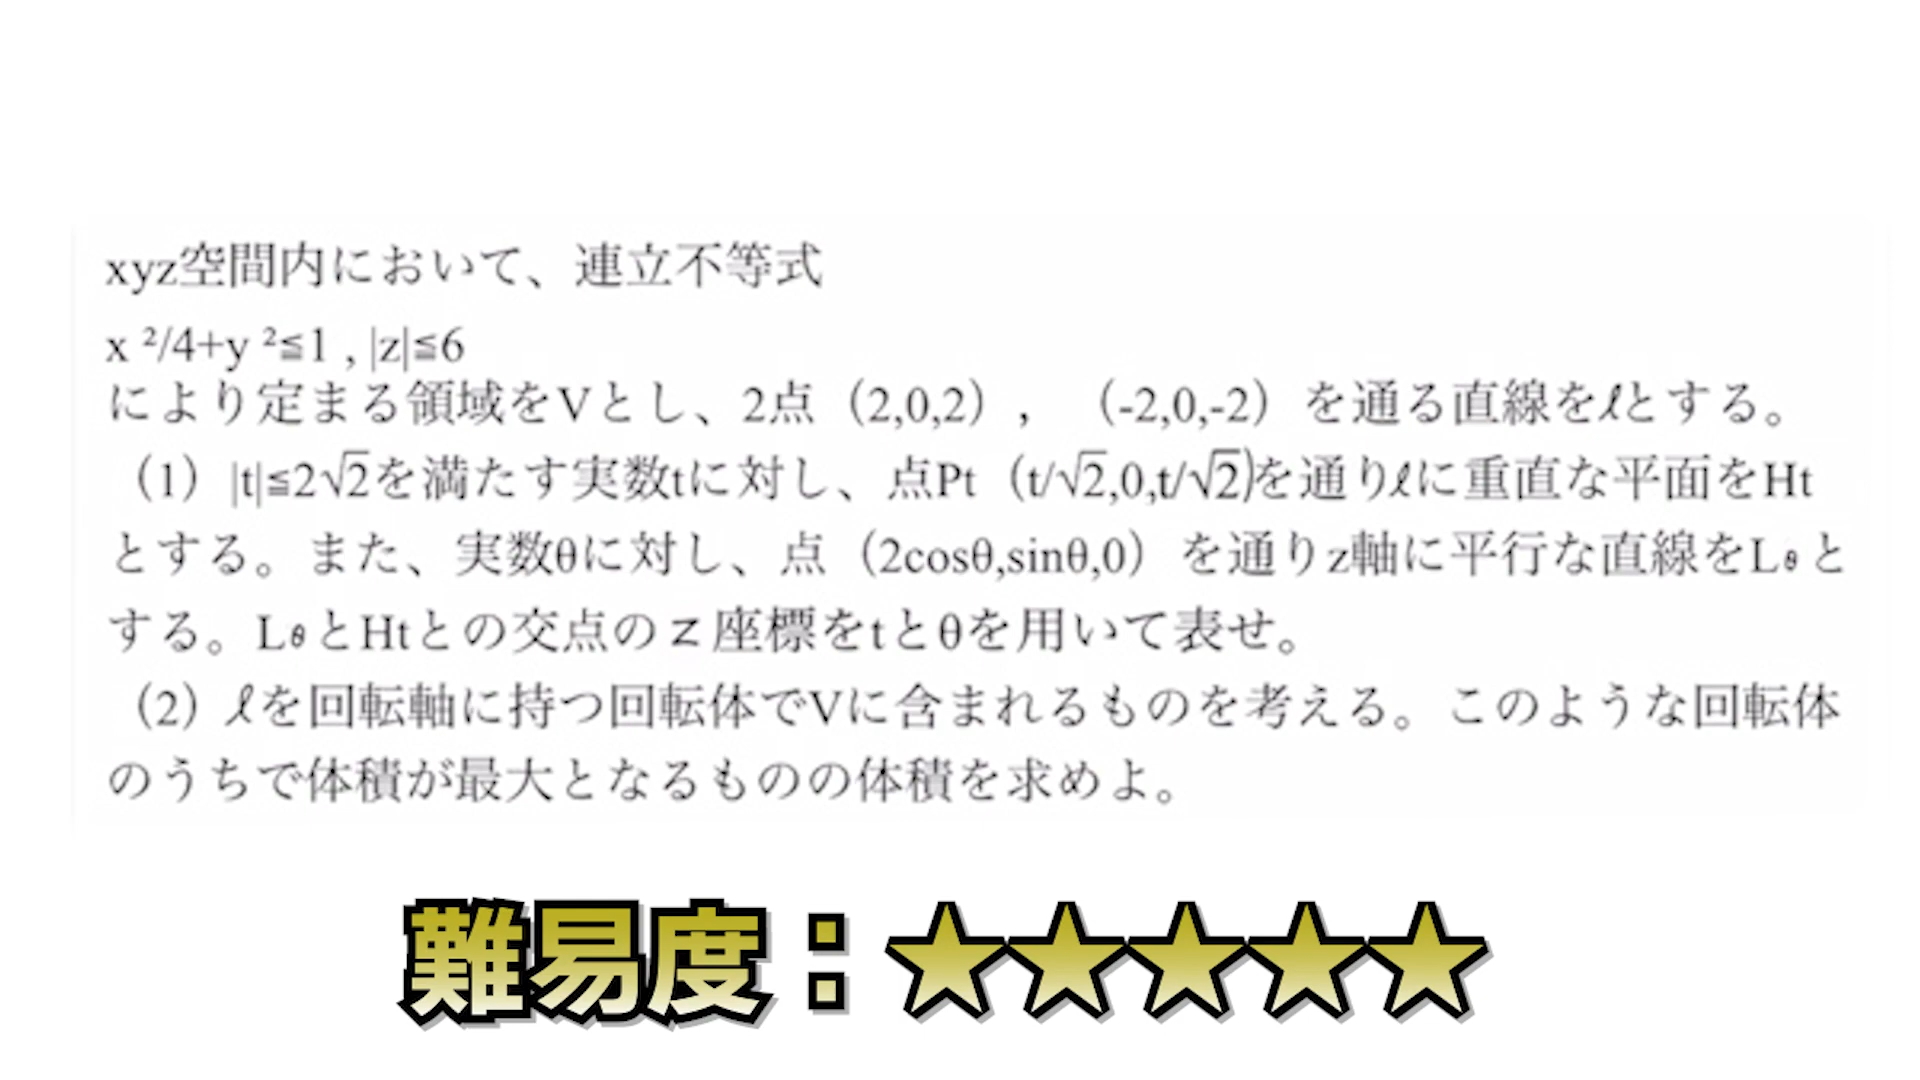 xyz空間内において、連立不等式
x ²/4+y ²≦1 , |z|≦6
により定まる領域をVとし、2点（2,0,2），（-2,0,-2）を通る直線をℓとする。
（1）|t|≦2√2を満たす実数tに対し、点Pt（t/√2,0,t/√2)を通りℓに重直な平面をHt
とする。また、実数θに対し、点（2cosθ,sinθ,0）を通りz軸に平行な直線をLθと
する。LθとHtとの交点のｚ座標をtとθを用いて表せ。
（2）ℓを回転軸に持つ回転体でVに含まれるものを考える。このような回転体
のうちで体積が最大となるものの体積を求めよ。
難易度：★★★★★